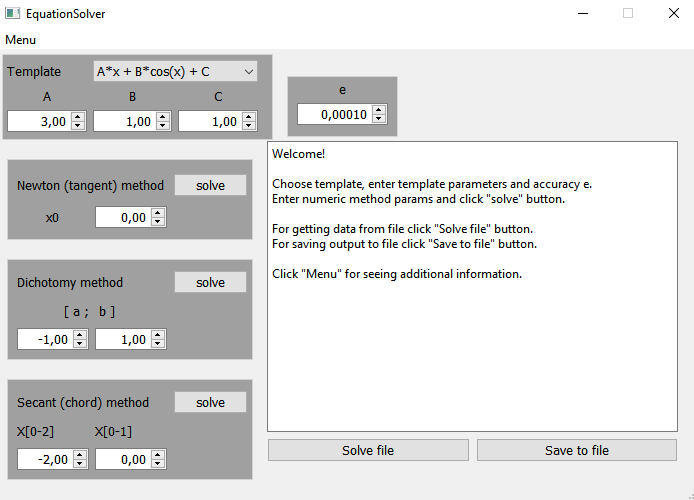 EquationSolver
Menu
Template A*x + B*cos(x) + C
A B C
3,00 1,00 1,00
e
0,00010
Newton (tangent) method solve
x0 0,00
Dichotomy method solve
[ a ; b ]
-1,00 1,00
Secant (chord) method solve
X[0-2] X[0-1]
-2,00 0,00
Welcome!
Choose template, enter template parameters and accuracy e.
Enter numeric method params and click "solve" button.
For getting data from file click "Solve file" button.
For saving output to file click "Save to file" button.
Click "Menu" for seeing additional information.
Solve file Save to file